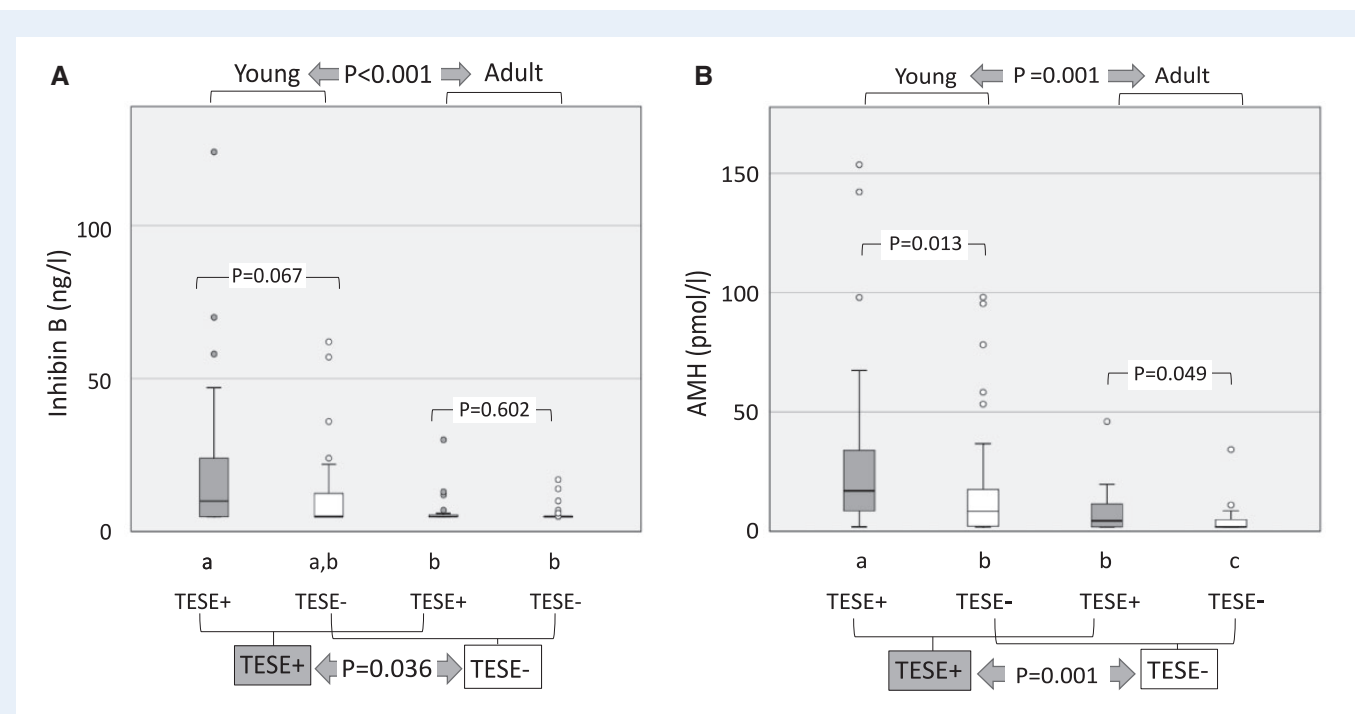 A
Young P<0.001 Adult
Inhibin B (ng/l)
100
50
0
P=0.067
P=0.602
a a,b b b
TESE+ TESE- TESE+ TESE-
TESE+ P=0.036 TESE-
B
Young P =0.001 Adult
AMH (pmol/l)
150
100
50
0
P=0.013
P=0.049
a b b c
TESE+ TESE- TESE+ TESE-
TESE+ P=0.001 TESE-